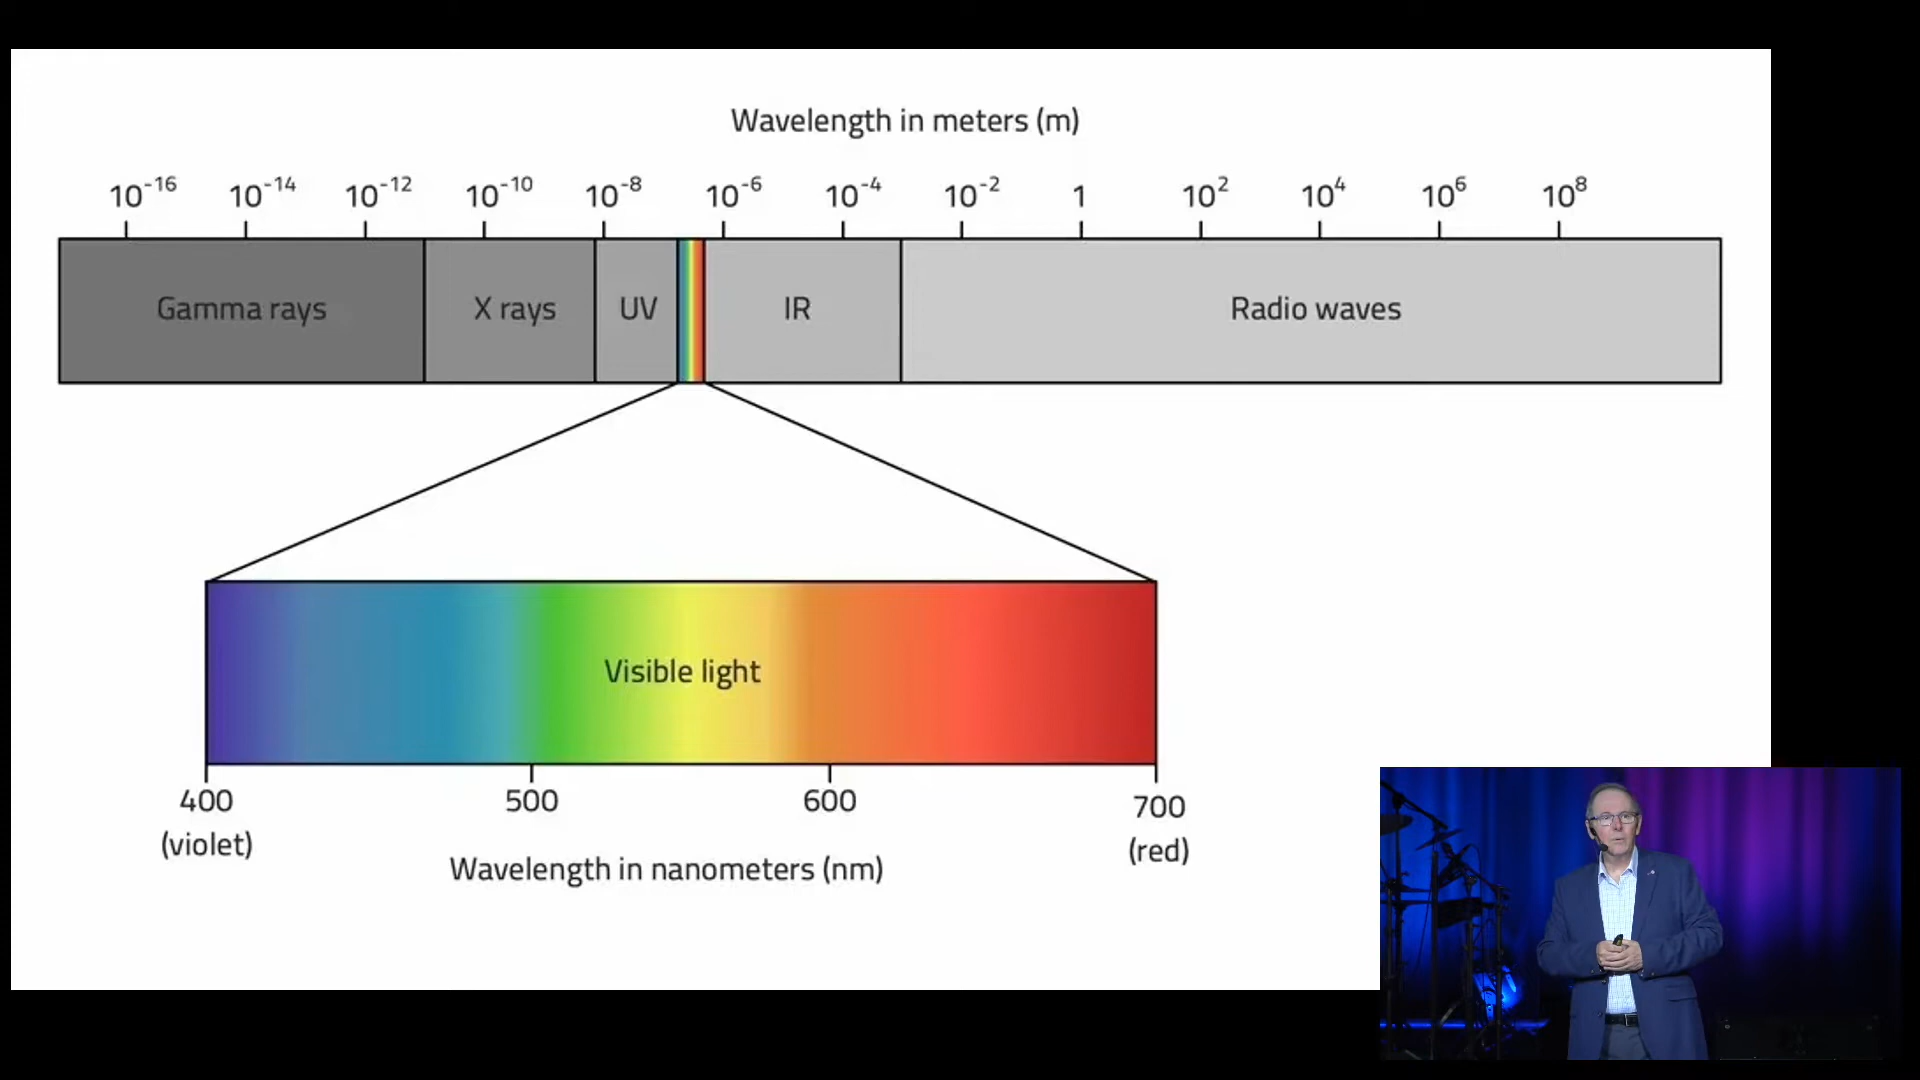 Wavelength in meters (m)
10⁻¹⁶ 10⁻¹⁴ 10⁻¹² 10⁻¹⁰ 10⁻⁸ 10⁻⁶ 10⁻⁴ 10⁻² 1 10² 10⁴ 10⁶ 10⁸
Gamma rays X rays UV IR Radio waves
Visible light
400 500 600 700
(violet) (red)
Wavelength in nanometers (nm)